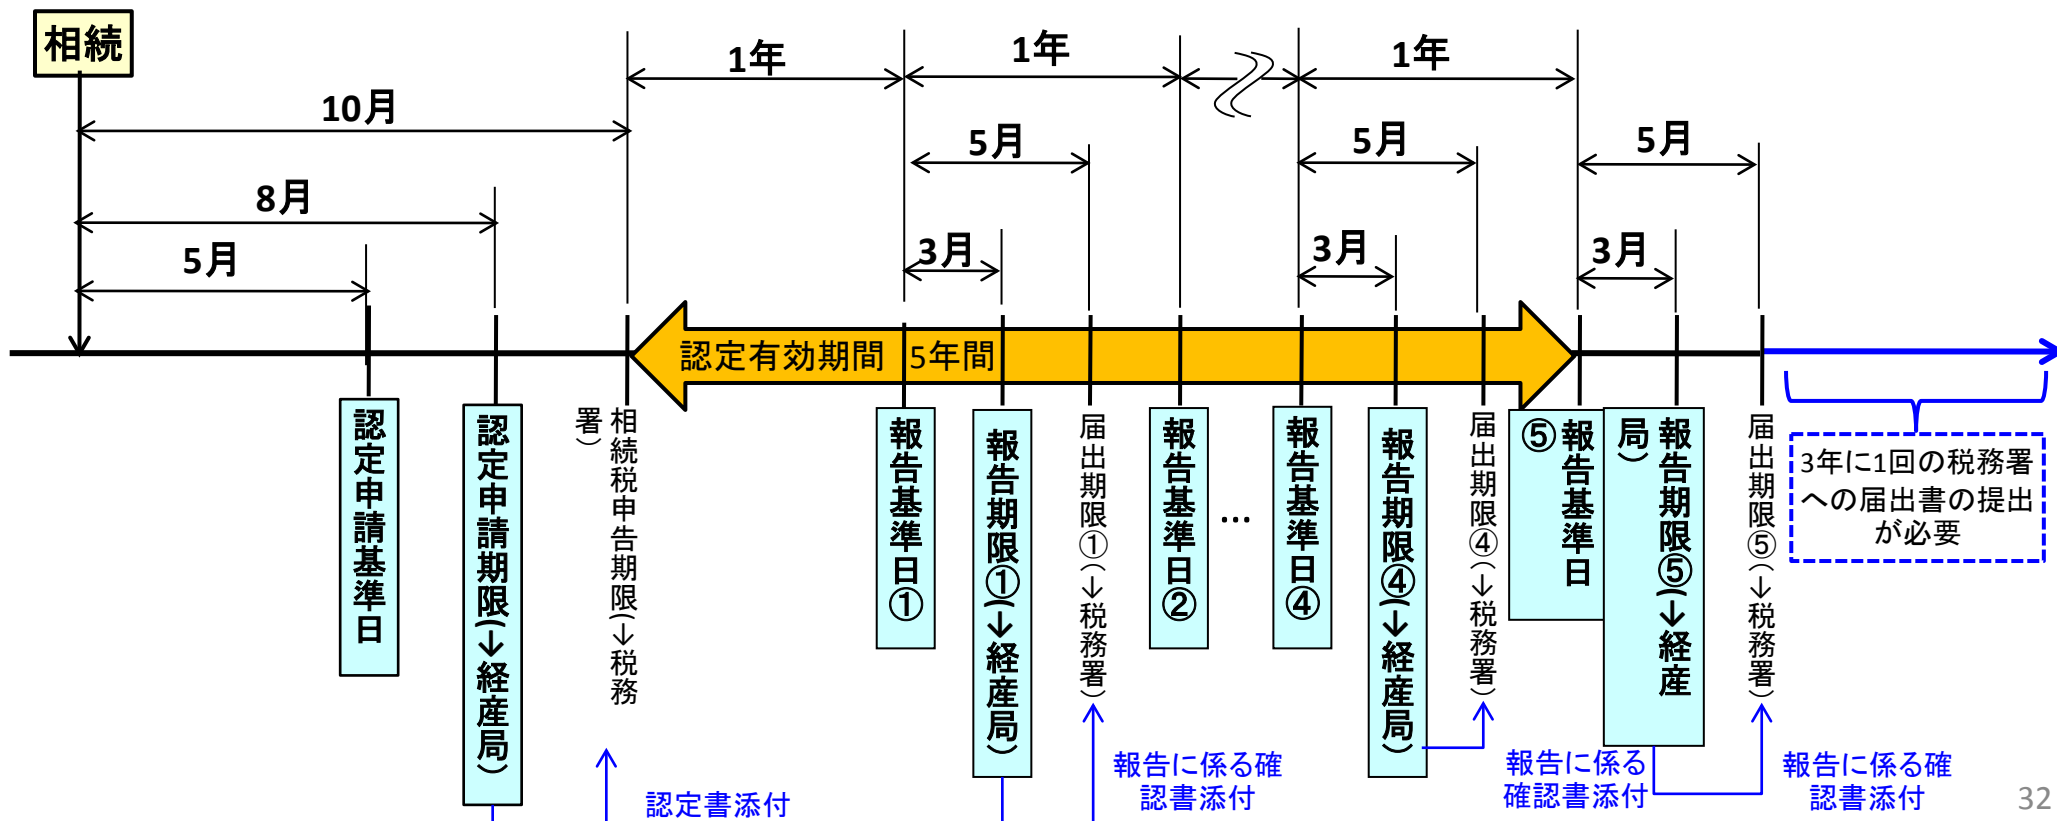 相続
1年
1年
1年
10月
5月
5月
5月
8月
5月
3月
3月
3月
認定有効期間 5年間
認定申請基準日
認定申請期限(→経産局)
相続税申告期限(→税務
署)
報告基準日①
報告期限①(→経産局)
届出期限①(→税務署)
報告基準日②
…
報告基準日④
報告期限④(→経産局)
届出期限④(→税務署)
報告基準日
⑤
報告期限⑤(→経産
局)
届出期限⑤(→税務署)
3年に1回の税務署
への届出書の提出
が必要
認定書添付
報告に係る確
認書添付
報告に係る
確認書添付
報告に係る確
認書添付
32